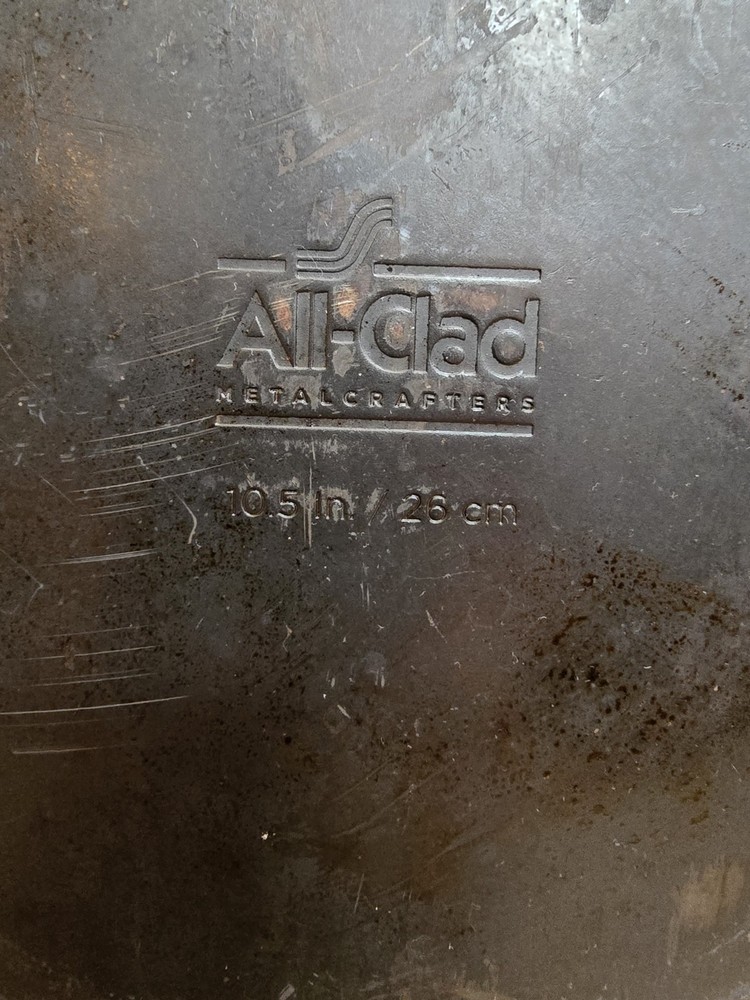 All-Clad
METALCRAFTERS
10.5 in. / 26 cm